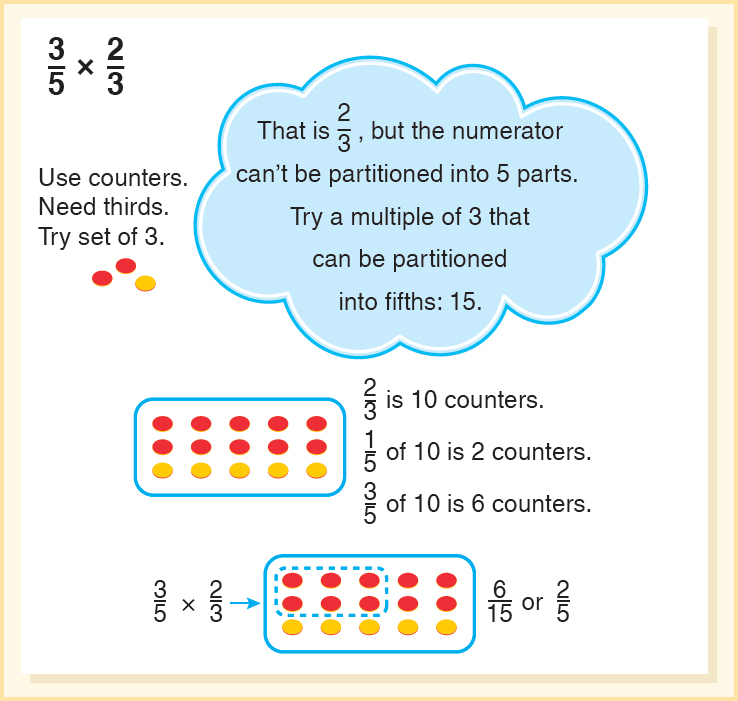 3/5 × 2/3
Use counters.
Need thirds.
Try set of 3.
That is 2/3, but the numerator
can't be partitioned into 5 parts.
Try a multiple of 3 that
can be partitioned
into fifths: 15.
2/3 is 10 counters.
1/5 of 10 is 2 counters.
3/5 of 10 is 6 counters.
3/5 × 2/3 → 6/15 or 2/5